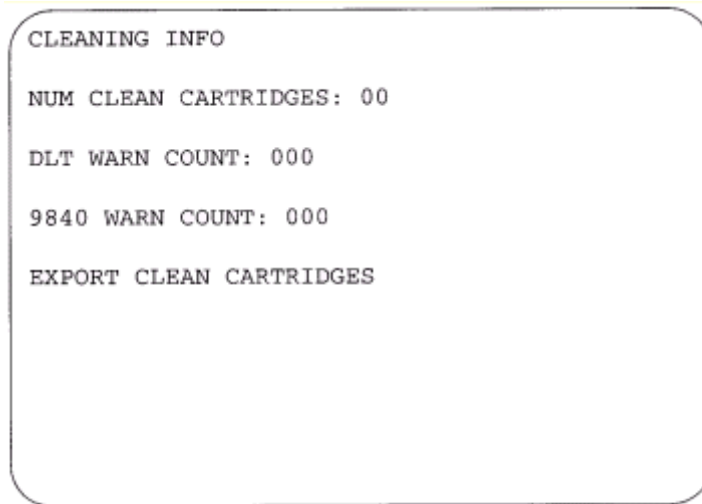 CLEANING INFO
NUM CLEAN CARTRIDGES: 00
DLT WARN COUNT: 000
9840 WARN COUNT: 000
EXPORT CLEAN CARTRIDGES